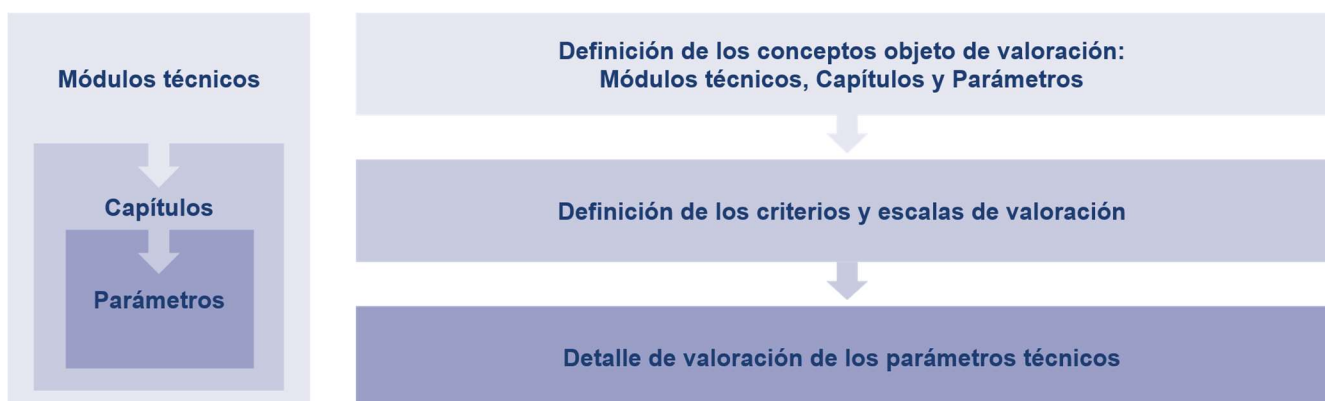 Módulos técnicos
Capítulos
Parámetros
Definición de los conceptos objeto de valoración:
Módulos técnicos, Capítulos y Parámetros
Definición de los criterios y escalas de valoración
Detalle de valoración de los parámetros técnicos